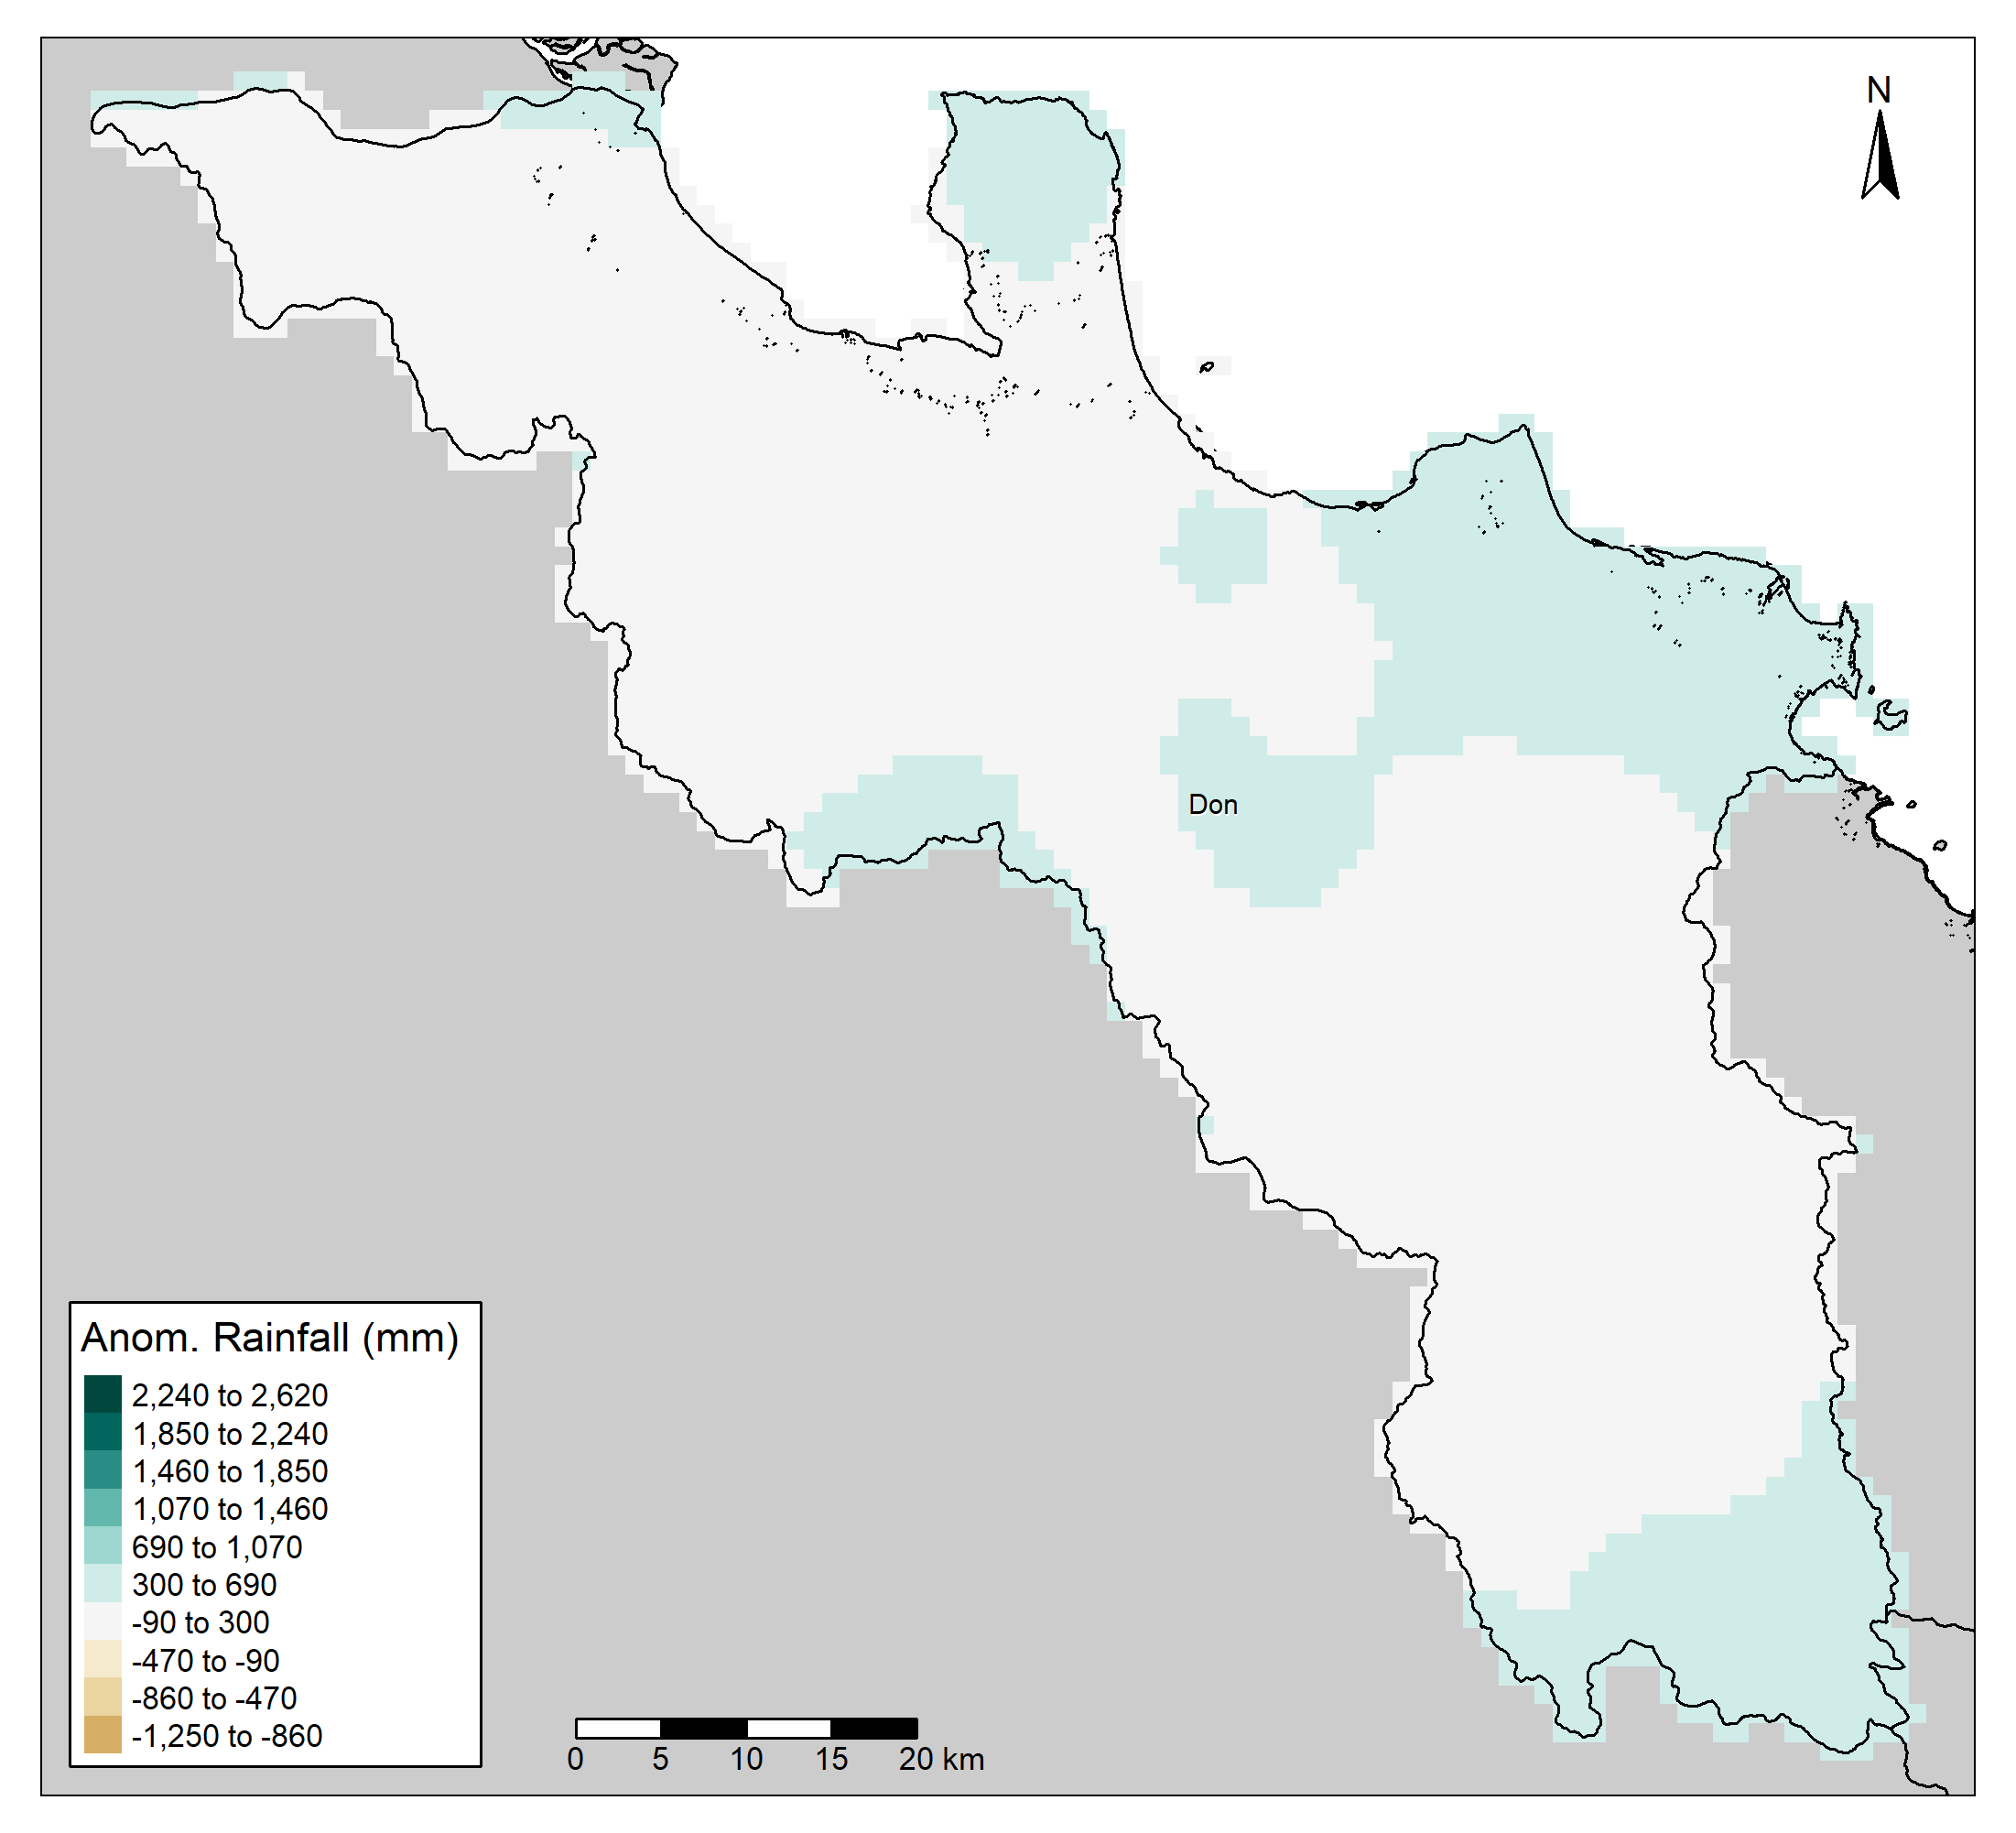 N
Don
Anom. Rainfall (mm)
2,240 to 2,620
1,850 to 2,240
1,460 to 1,850
1,070 to 1,460
690 to 1,070
300 to 690
-90 to 300
-470 to -90
-860 to -470
-1,250 to -860
0 5 10 15 20 km